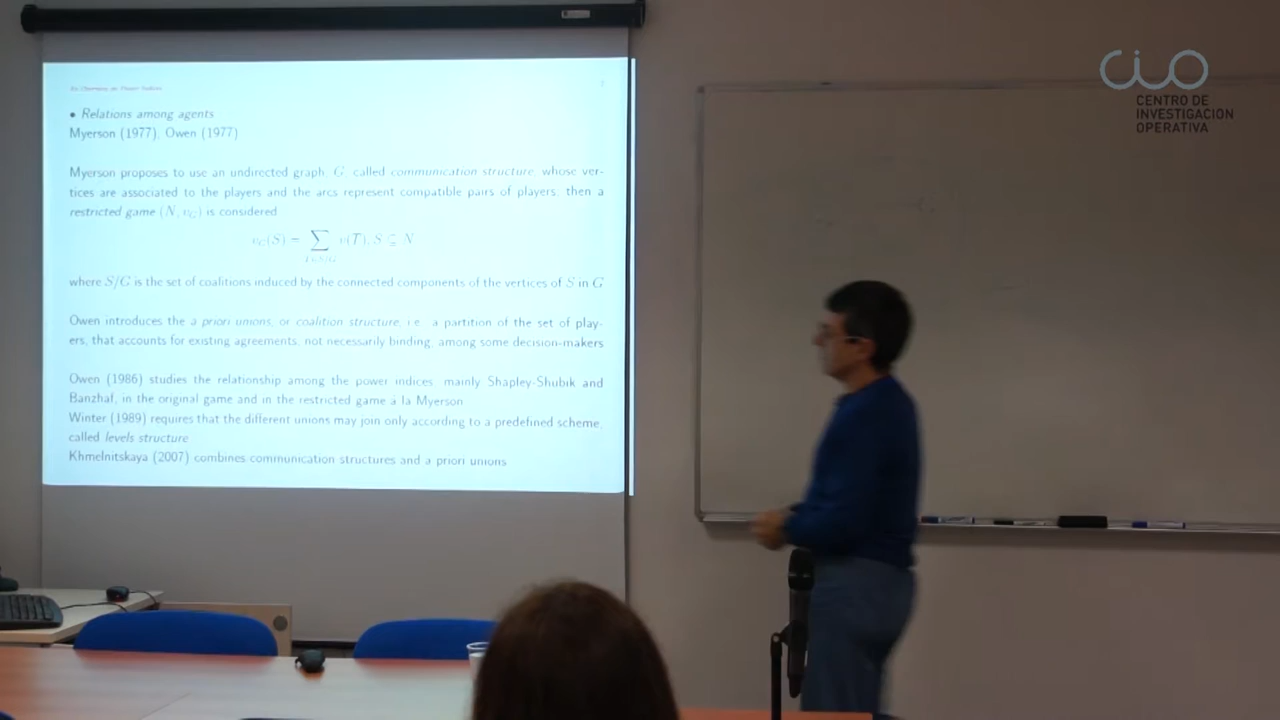 • Relations among agents
Myerson (1977), Owen (1977)
Myerson proposes to use an undirected graph, G, called communication structure, whose ver-
tices are associated to the players and the arcs represent compatible pairs of players, then a
restricted game (N, v_G) is considered
v_G(S) = ∑_{T∈S/G} v(T), S ⊆ N
where S/G is the set of coalitions induced by the connected components of the vertices of S in G
Owen introduces the a priori unions, or coalition structure, i.e. a partition of the set of play-
ers, that accounts for existing agreements, not necessarily binding, among some decision-makers
Owen (1986) studies the relationship among the power indices, mainly Shapley-Shubik and
Banzhaf, in the original game and in the restricted game à la Myerson
Winter (1989) requires that the different unions may join only according to a predefined scheme,
called levels structure
Khmelnitskaya (2007) combines communication structures and a priori unions
CIO
CENTRO DE
INVESTIGACION
OPERATIVA